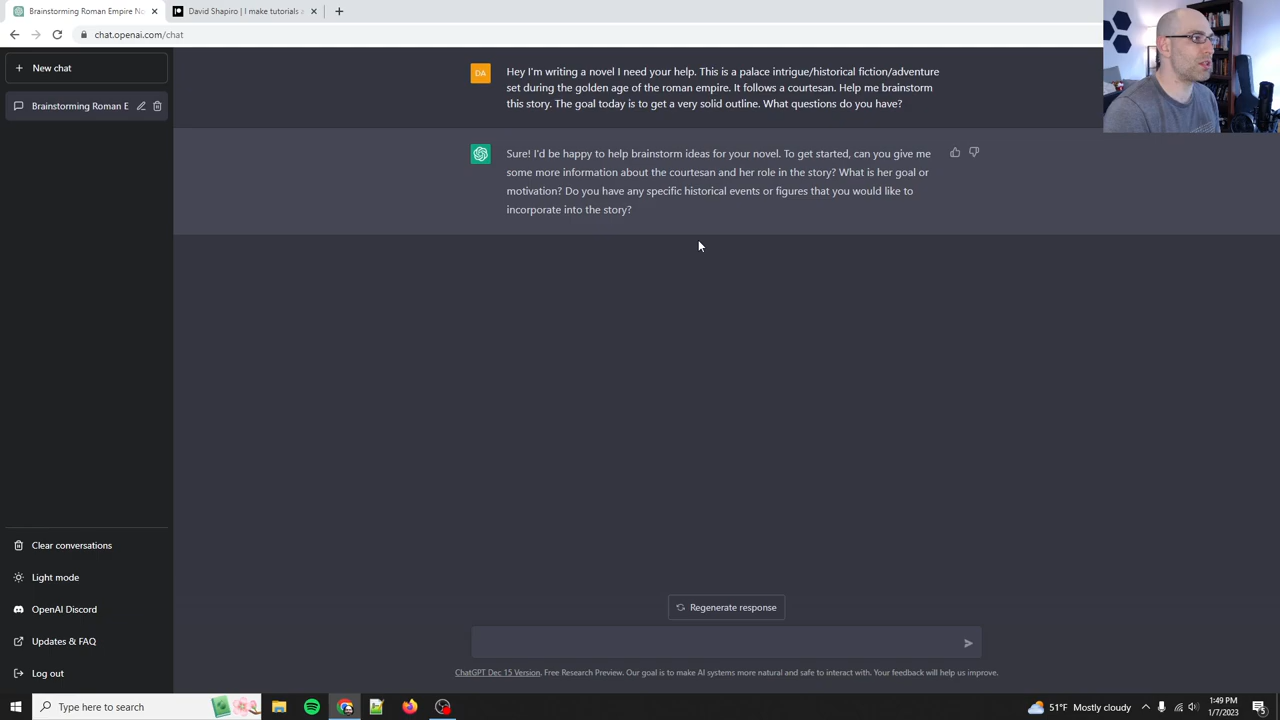 Brainstorming Roman Empire No
David Shapiro | I make tutorials a
chat.openai.com/chat
New chat
DA
Hey I'm writing a novel I need your help. This is a palace intrigue/historical fiction/adventure
set during the golden age of the roman empire. It follows a courtesan. Help me brainstorm
this story. The goal today is to get a very solid outline. What questions do you have?
Brainstorming Roman E
Sure! I'd be happy to help brainstorm ideas for your novel. To get started, can you give me
some more information about the courtesan and her role in the story? What is her goal or
motivation? Do you have any specific historical events or figures that you would like to
incorporate into the story?
Clear conversations
Light mode
OpenAI Discord
Updates & FAQ
Log out
Regenerate response
ChatGPT Dec 15 Version. Free Research Preview. Our goal is to make AI systems more natural and safe to interact with. Your feedback will help us improve.
Type here to search
51°F Mostly cloudy
1:49 PM
1/7/2023
5